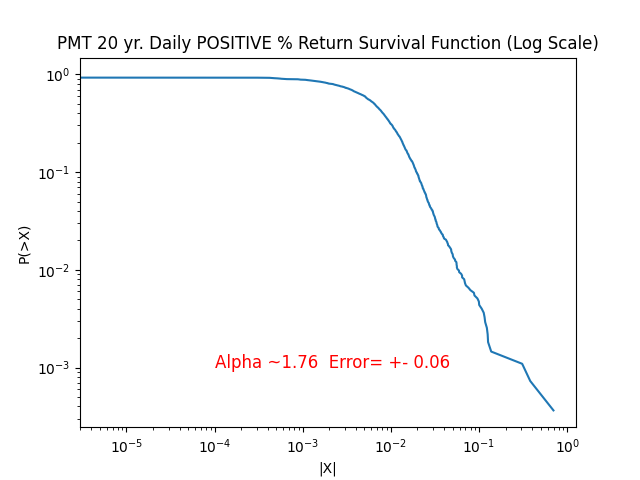 PMT 20 yr. Daily POSITIVE % Return Survival Function (Log Scale)
10⁰
10⁻¹
10⁻²
10⁻³
P(>X)
Alpha ~1.76  Error= +- 0.06
10⁻⁵ 10⁻⁴ 10⁻³ 10⁻² 10⁻¹ 10⁰
|X|